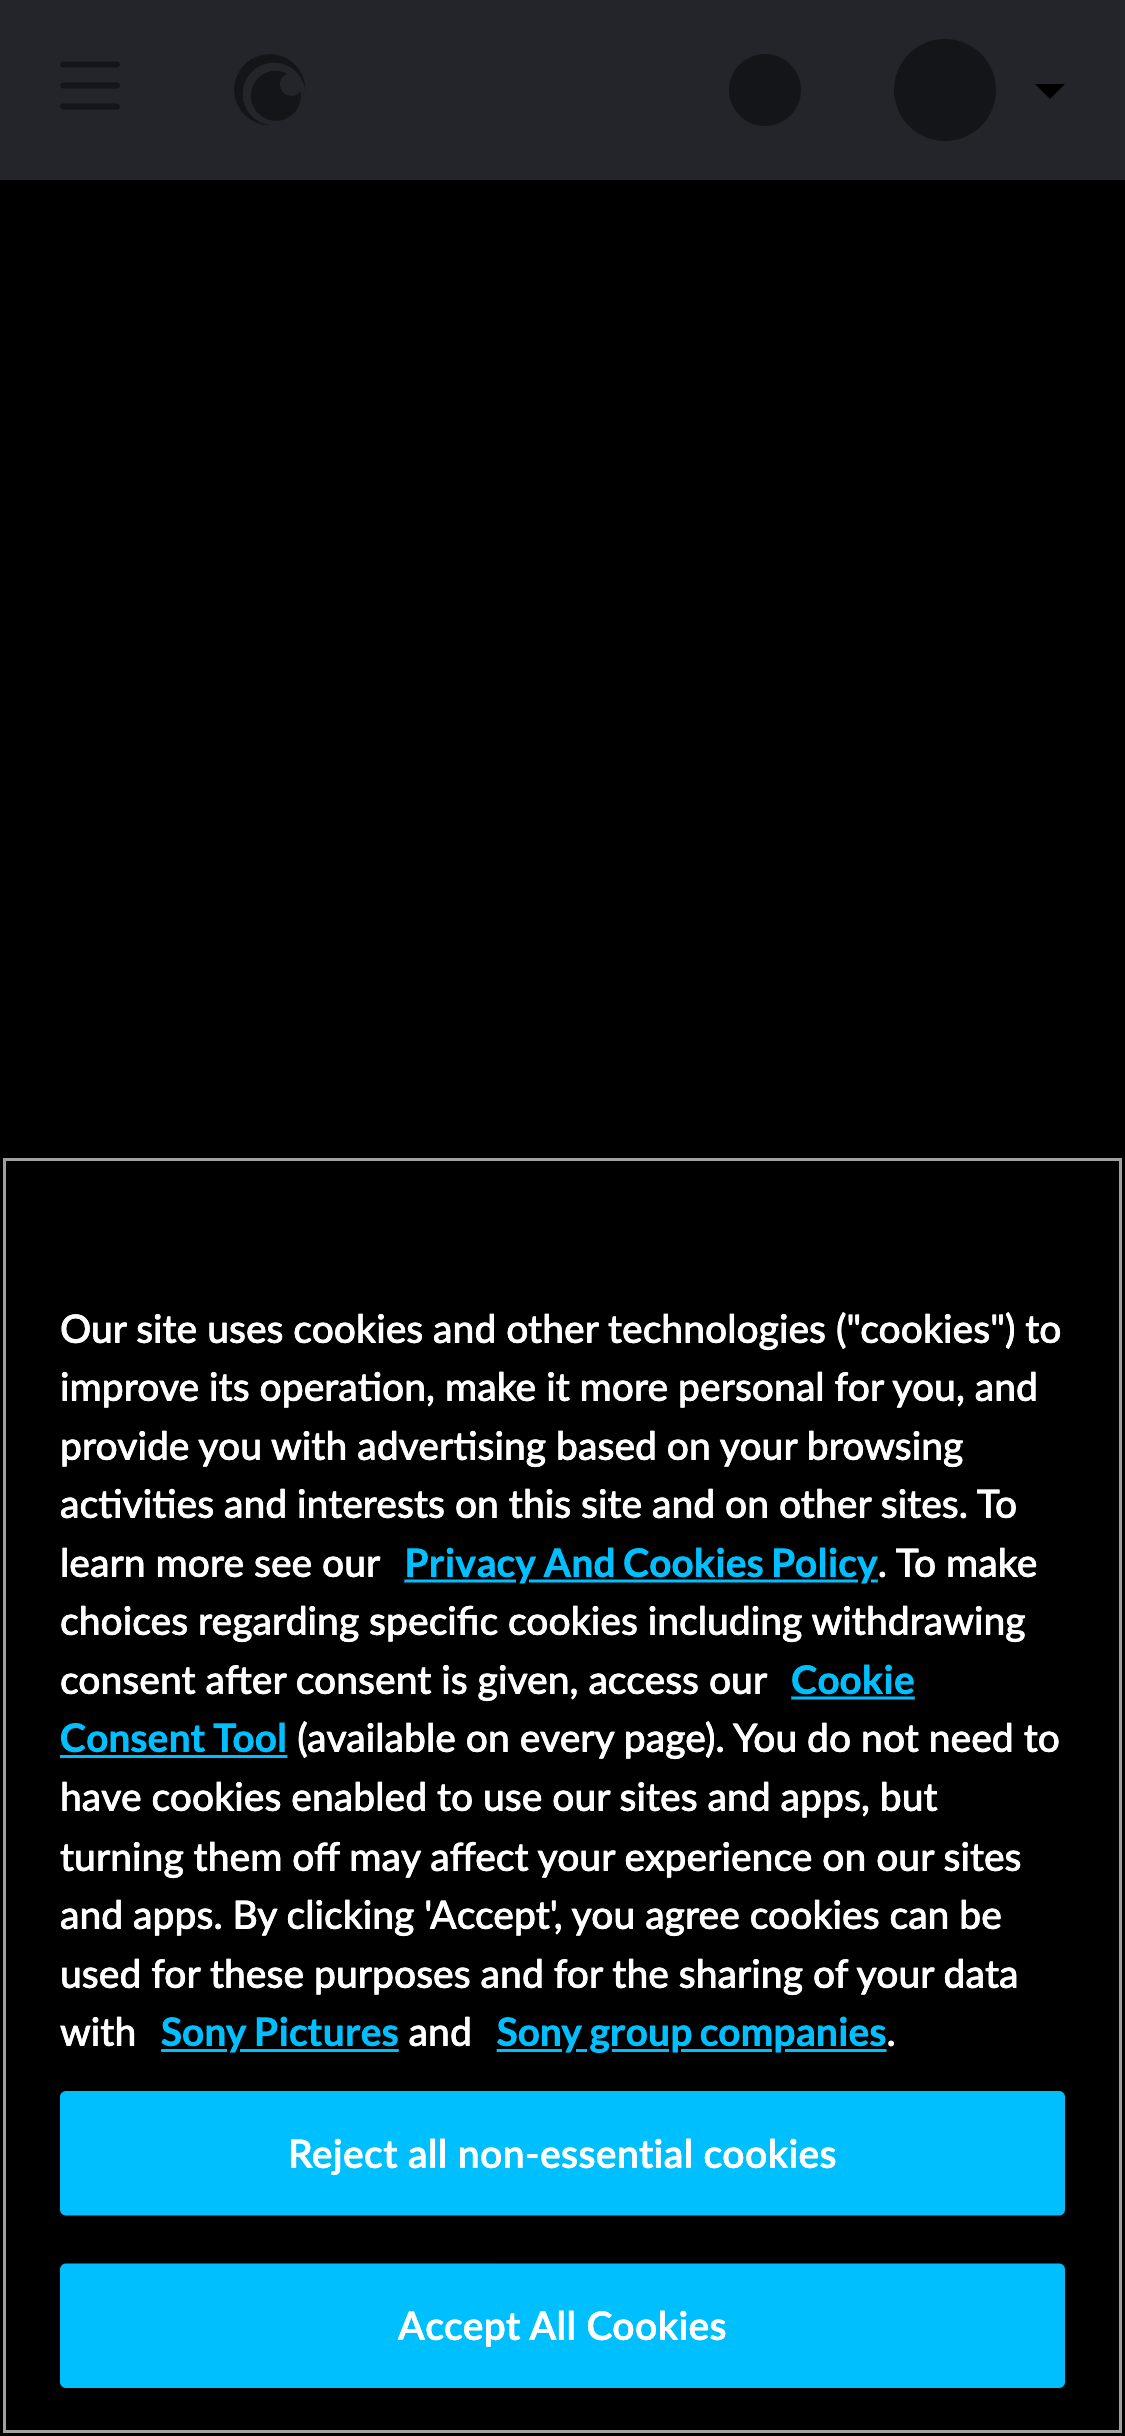 Our site uses cookies and other technologies ("cookies") to
improve its operation, make it more personal for you, and
provide you with advertising based on your browsing
activities and interests on this site and on other sites. To
learn more see our Privacy And Cookies Policy. To make
choices regarding specific cookies including withdrawing
consent after consent is given, access our Cookie
Consent Tool (available on every page). You do not need to
have cookies enabled to use our sites and apps, but
turning them off may affect your experience on our sites
and apps. By clicking 'Accept', you agree cookies can be
used for these purposes and for the sharing of your data
with Sony Pictures and Sony group companies.
Reject all non-essential cookies
Accept All Cookies